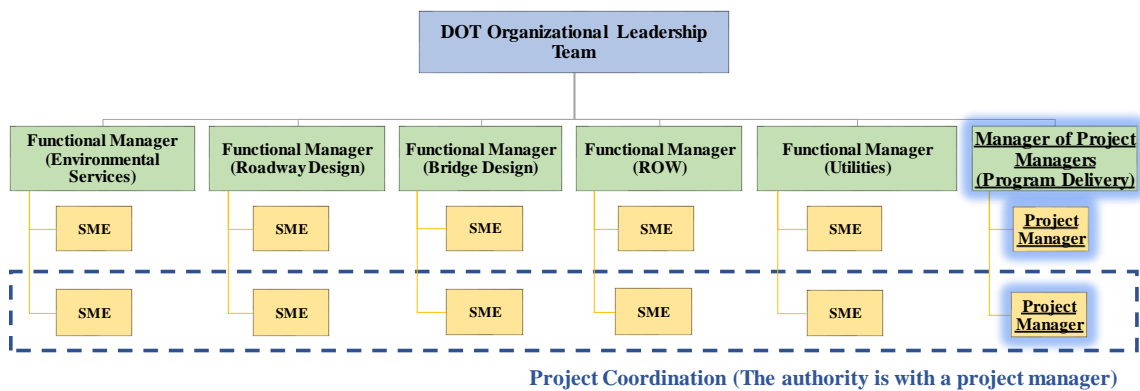 DOT Organizational Leadership
Team
Functional Manager
(Environmental
Services)
Functional Manager
(Roadway Design)
Functional Manager
(Bridge Design)
Functional Manager
(ROW)
Functional Manager
(Utilities)
Manager of Project
Managers
(Program Delivery)
SME
SME
SME
SME
SME
Project
Manager
SME
SME
SME
SME
SME
Project
Manager
Project Coordination (The authority is with a project manager)